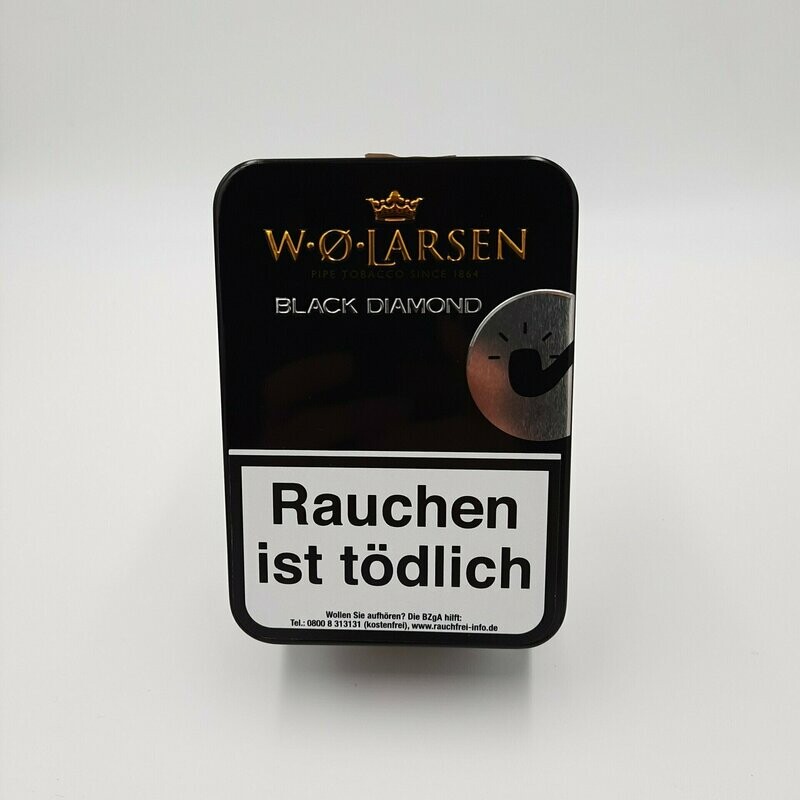 W·Ø·LARSEN
PIPE TOBACCO SINCE 1864
BLACK DIAMOND
Rauchen
ist tödlich
Wollen Sie aufhören? Die BZgA hilft:
Tel.: 0800 8 313131 (kostenfrei), www.rauchfrei-info.de